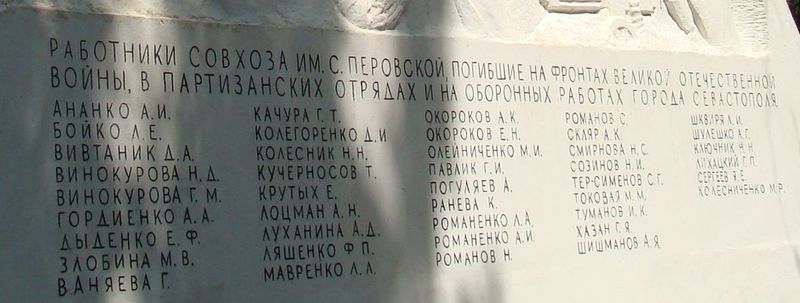 РАБОТНИКИ СОВХОЗА ИМ. С. ПЕРОВСКОЙ, ПОГИБШИЕ НА ФРОНТАХ ВЕЛИКОЙ ОТЕЧЕСТВЕННОЙ
ВОЙНЫ, В ПАРТИЗАНСКИХ ОТРЯДАХ И НА ОБОРОННЫХ РАБОТАХ ГОРОДА СЕВАСТОПОЛЯ
АНАНКО А.И.
БОЙКО Л.Е.
ВИВТАНИК Д.А.
ВИНОКУРОВА Н.Д.
ВИНОКУРОВА Г.М.
ГОРДИЕНКО А.А.
ДЫДЕНКО Е.Ф.
ЗЛОБИНА М.В.
ВАНЯЕВА Г.
КАЧУРА Г.Т.
КОЛЕГОРЕНКО Д.И
КОЛЕСНИК Н.Н.
КУЧЕРНОСОВ Т.
КРУТЫХ Е.
ЛОЦМАН А.Н.
ЛУХАНИНА А.Д.
ЛЯШЕНКО Ф.П.
МАВРЕНКО Л.Л.
ОКОРОКОВ А.К.
ОКОРОКОВ Е.Н.
ОЛЕЙНИЧЕНКО М.И.
ПАВЛИК Г.И.
ПОГУЛЯЕВ А.
РАНЕВА К.
РОМАНЕНКО Л.А.
РОМАНЕНКО А.И.
РОМАНОВ Н.
РОМАНОВ С.
СКЛЯР А.К.
СМИРНОВА Н.С.
СОЗИНОВ Н.И.
ТЕР-СИМЕНОВ С.Г.
ТОКОВАЯ М.М.
ТУМАНОВ И.К.
ХАЗАН Г.Я.
ШИШМАНОВ А.Я.
ШКВИРЯ Л.И.
ШУЛЕШКО А.Г.
КЛЮЧНИК Н.Н
ЛИХАЦКИЙ Г.П.
СЕРГЕЕВ Я.Е.
КОЛЕСНИЧЕНКО М.Р.